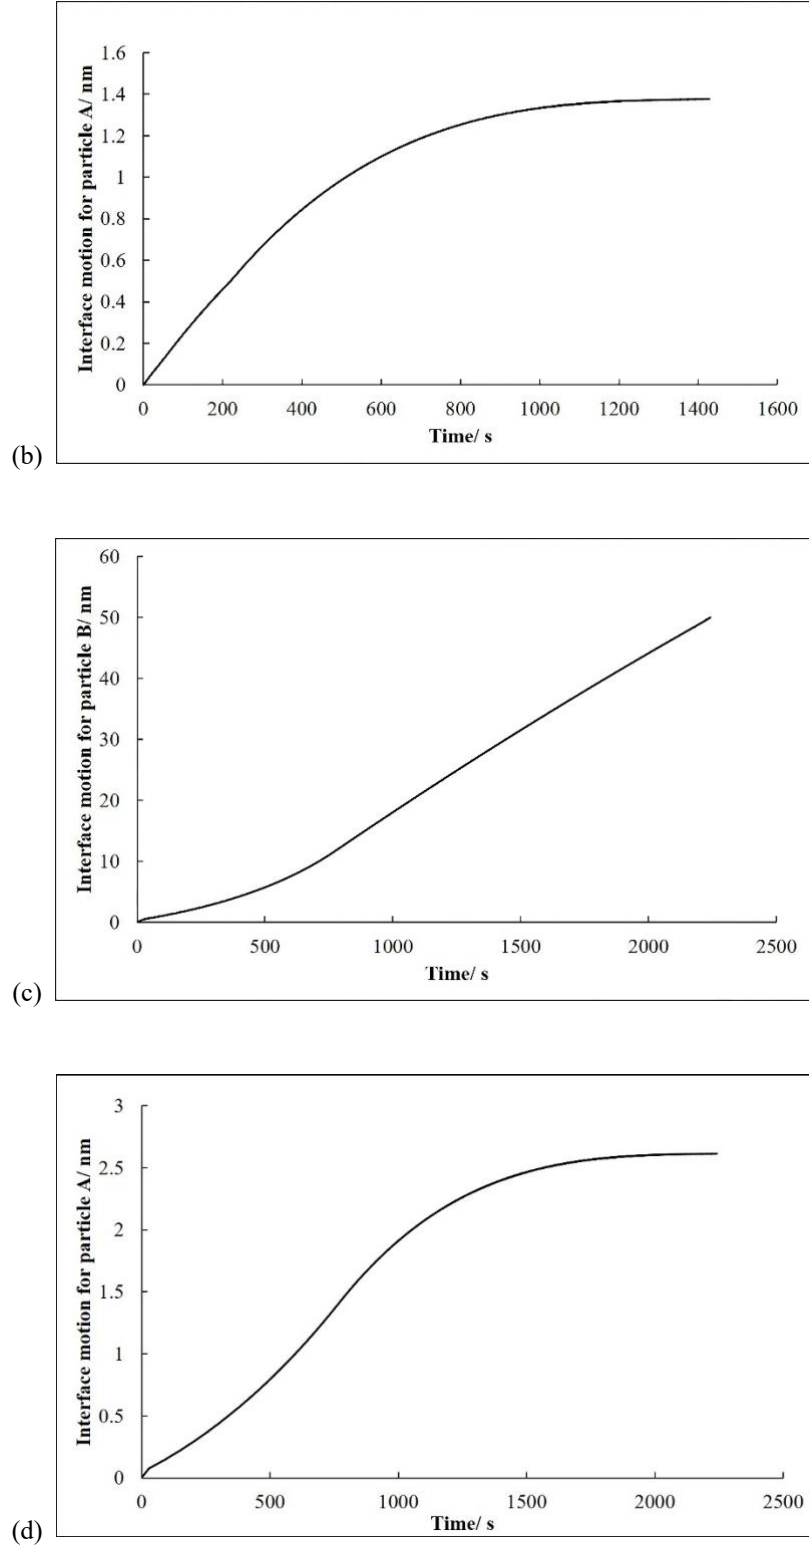 Interface motion for particle A/ nm
1.6
1.4
1.2
1
0.8
0.6
0.4
0.2
0
0 200 400 600 800 1000 1200 1400 1600
Time/ s
(b)
Interface motion for particle B/ nm
60
50
40
30
20
10
0
0 500 1000 1500 2000 2500
Time/ s
(c)
Interface motion for particle A/ nm
3
2.5
2
1.5
1
0.5
0
0 500 1000 1500 2000 2500
Time/ s
(d)